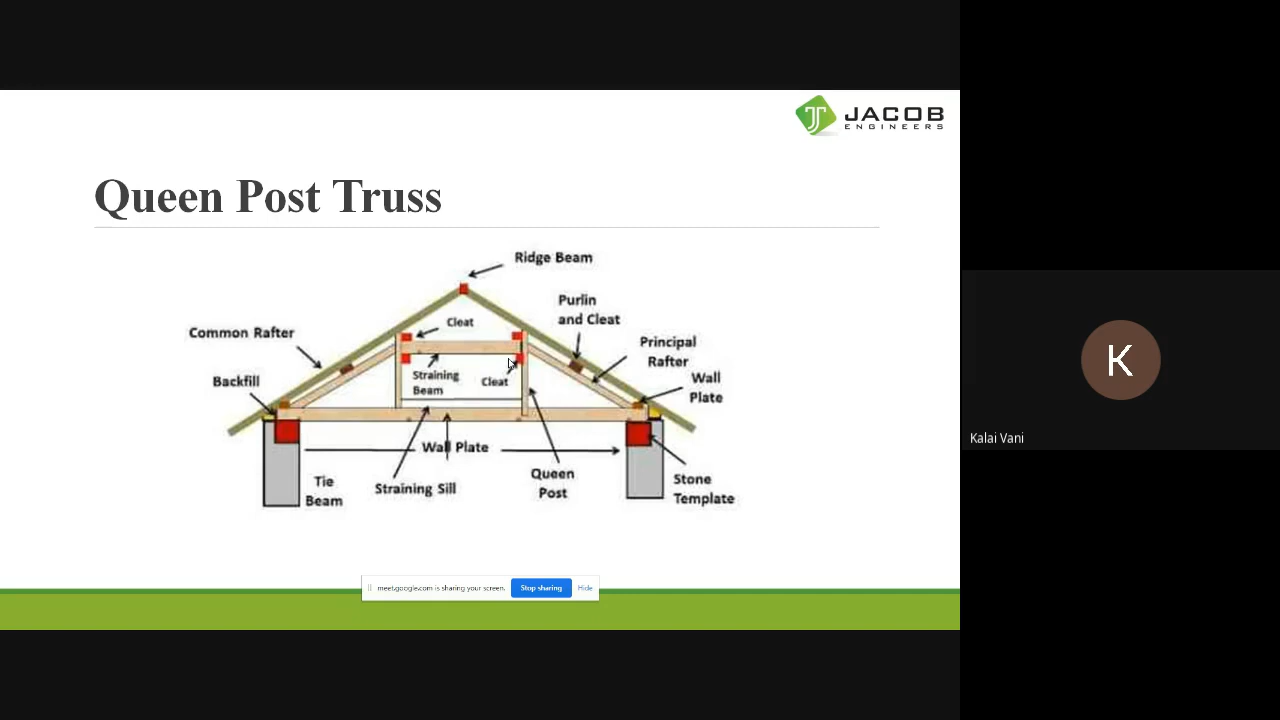 JACOB
ENGINEERS
Queen Post Truss
Ridge Beam
Purlin
and Cleat
Cleat
Common Rafter
Principal
Rafter
Backfill
Straining
Beam
Cleat
Wall
Plate
Wall Plate
Tie
Beam
Straining Sill
Queen
Post
Stone
Template
meet.google.com is sharing your screen.
Stop sharing
Hide
K
Kalai Vani